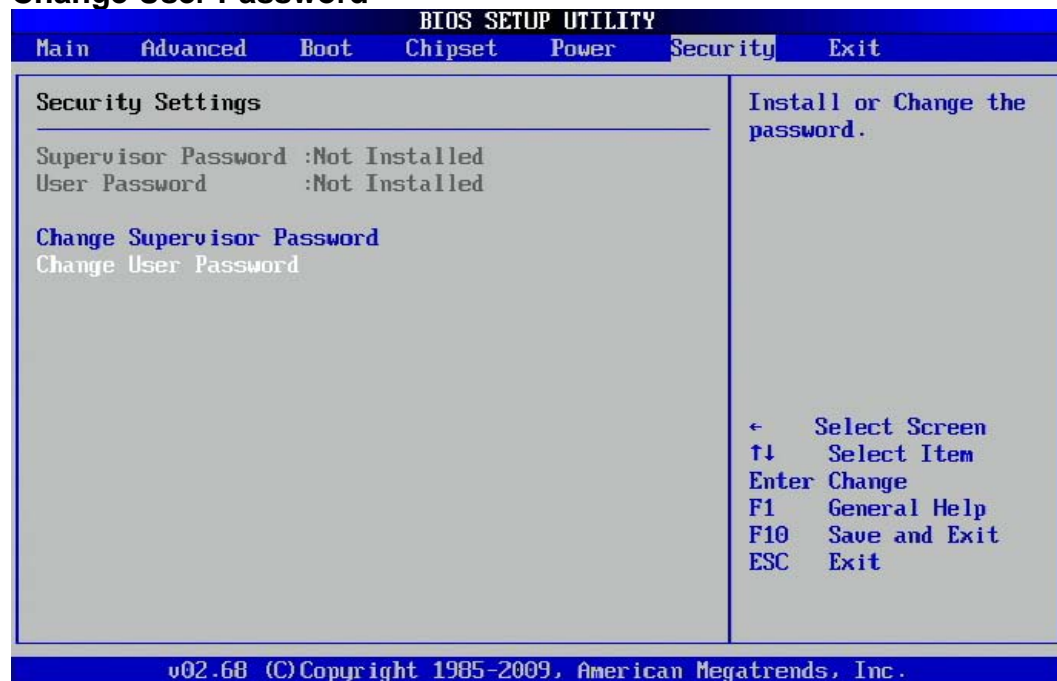 Change User Password
BIOS SETUP UTILITY
Main Advanced Boot Chipset Power Security Exit
Security Settings
Supervisor Password :Not Installed
User Password :Not Installed
Change Supervisor Password
Change User Password
Install or Change the
password.
← Select Screen
↑↓ Select Item
Enter Change
F1 General Help
F10 Save and Exit
ESC Exit
v02.68 (C)Copyright 1985-2009, American Megatrends, Inc.